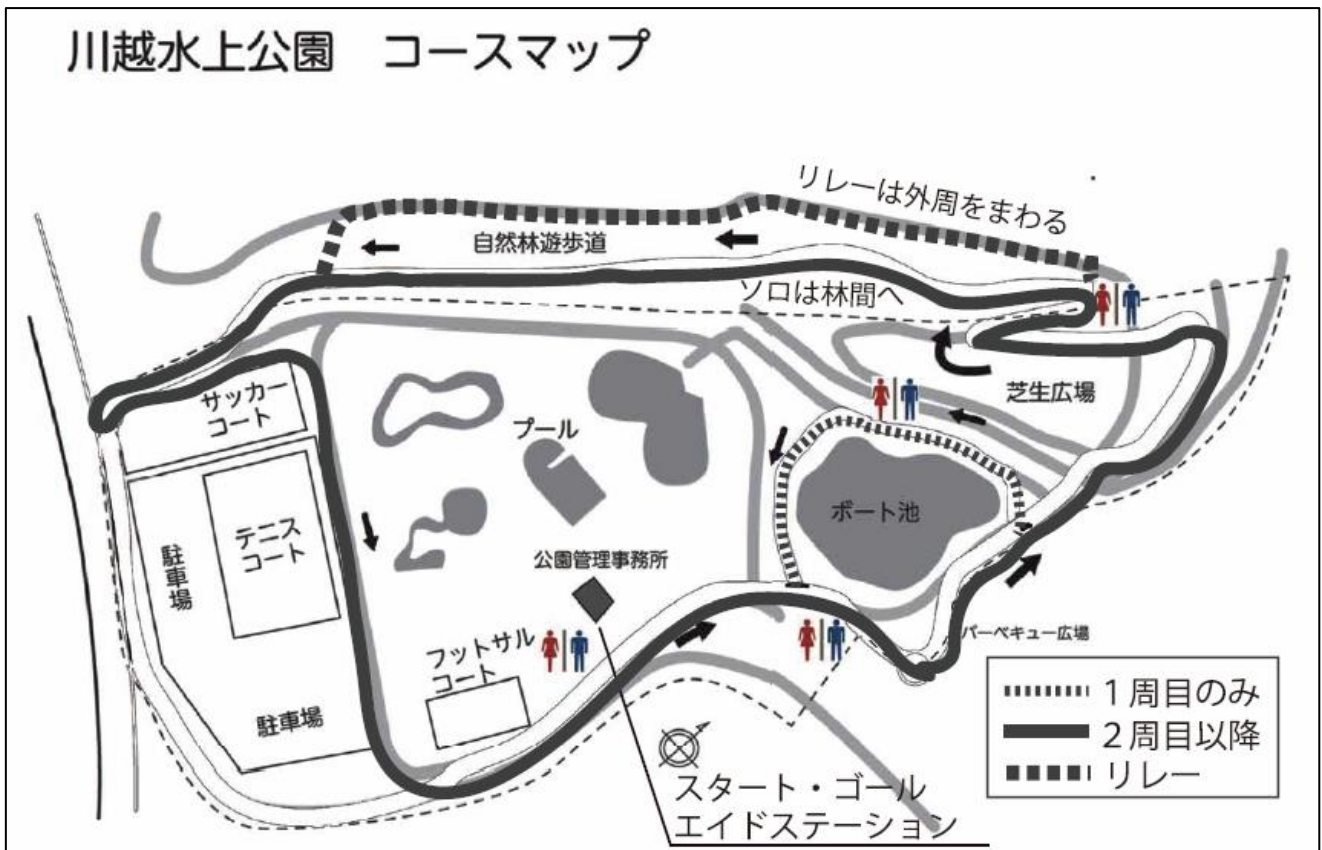 川越水上公園　コースマップ
リレーは外周をまわる
自然林遊歩道
ソロは林間へ
芝生広場
サッカー
コート
プール
ボート池
テニス
コート
駐車場
公園管理事務所
バーベキュー広場
フットサル
コート
駐車場
１周目のみ
２周目以降
リレー
スタート・ゴール
エイドステーション